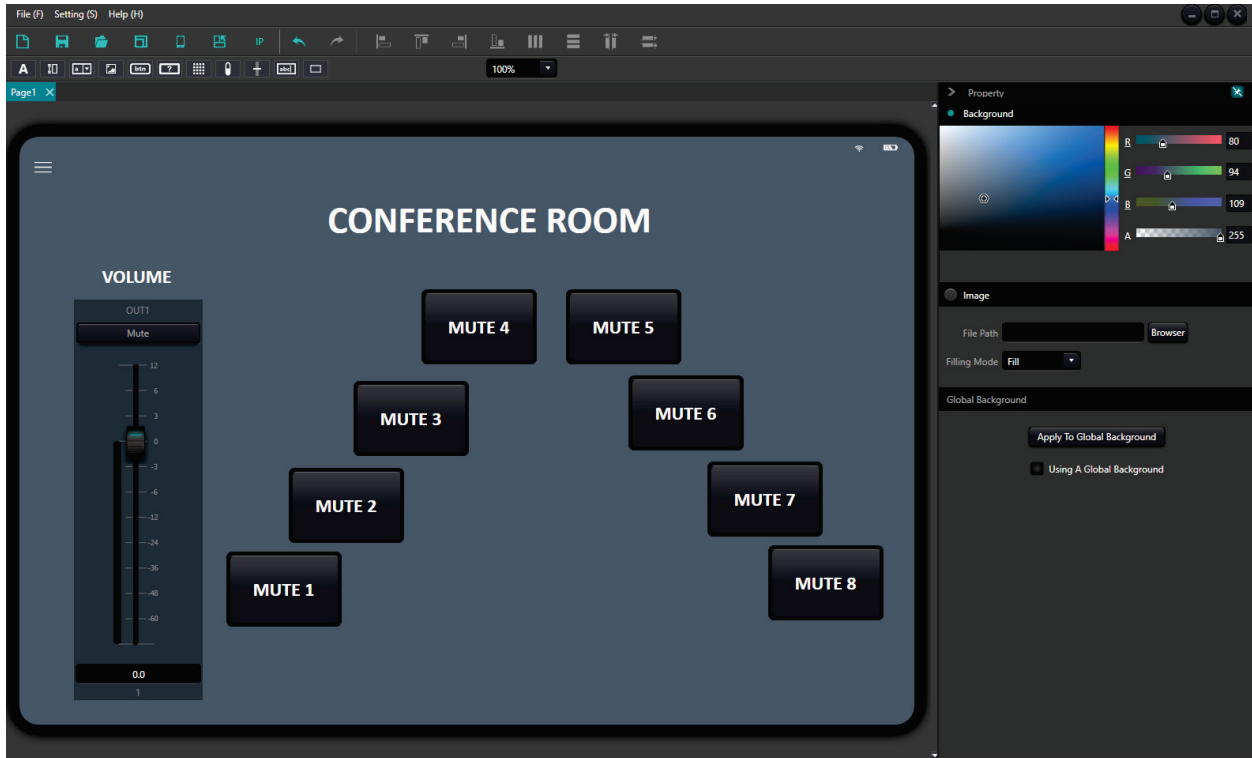 File (F) Setting (S) Help (H)
IP
A a btn ? abc
100%
Page1
Property
Background
R 80
G 94
B 109
A 255
CONFERENCE ROOM
VOLUME
OUT1
Mute
12
6
3
0
-3
-6
-12
-24
-36
-48
-60
0.0
1
MUTE 4 MUTE 5
MUTE 3 MUTE 6
MUTE 2 MUTE 7
MUTE 1 MUTE 8
Image
File Path Browser
Filling Mode Fill
Global Background
Apply To Global Background
Using A Global Background